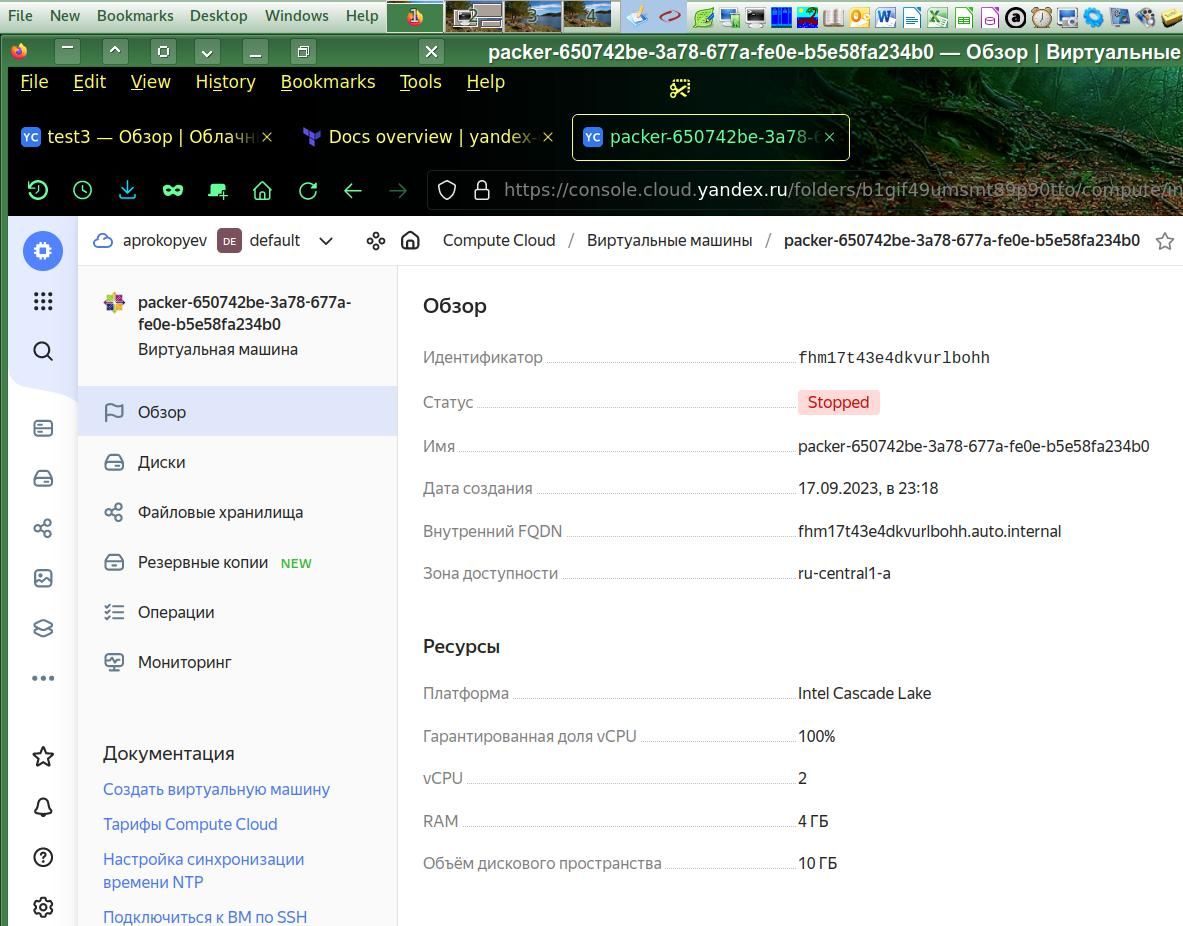 File New Bookmarks Desktop Windows Help 1 2 3 4
packer-650742be-3a78-677a-fe0e-b5e58fa234b0 — Обзор | Виртуальные
File Edit View History Bookmarks Tools Help
YC test3 — Обзор | Облачн Docs overview | yandex- YC packer-650742be-3a78-6
https://console.cloud.yandex.ru/folders/b1gif49umsmt89p90tto/compute/in
aprokopyev DE default Compute Cloud / Виртуальные машины / packer-650742be-3a78-677a-fe0e-b5e58fa234b0
packer-650742be-3a78-677a-
fe0e-b5e58fa234b0
Виртуальная машина
Обзор
Диски
Файловые хранилища
Резервные копии NEW
Операции
Мониторинг
Документация
Создать виртуальную машину
Тарифы Compute Cloud
Настройка синхронизации
времени NTP
Подключиться к ВМ по SSH
Обзор
Идентификатор fhm17t43e4dkvurlbohh
Статус Stopped
Имя packer-650742be-3a78-677a-fe0e-b5e58fa234b0
Дата создания 17.09.2023, в 23:18
Внутренний FQDN fhm17t43e4dkvurlbohh.auto.internal
Зона доступности ru-central1-a
Ресурсы
Платформа Intel Cascade Lake
Гарантированная доля vCPU 100%
vCPU 2
RAM 4 ГБ
Объём дискового пространства 10 ГБ